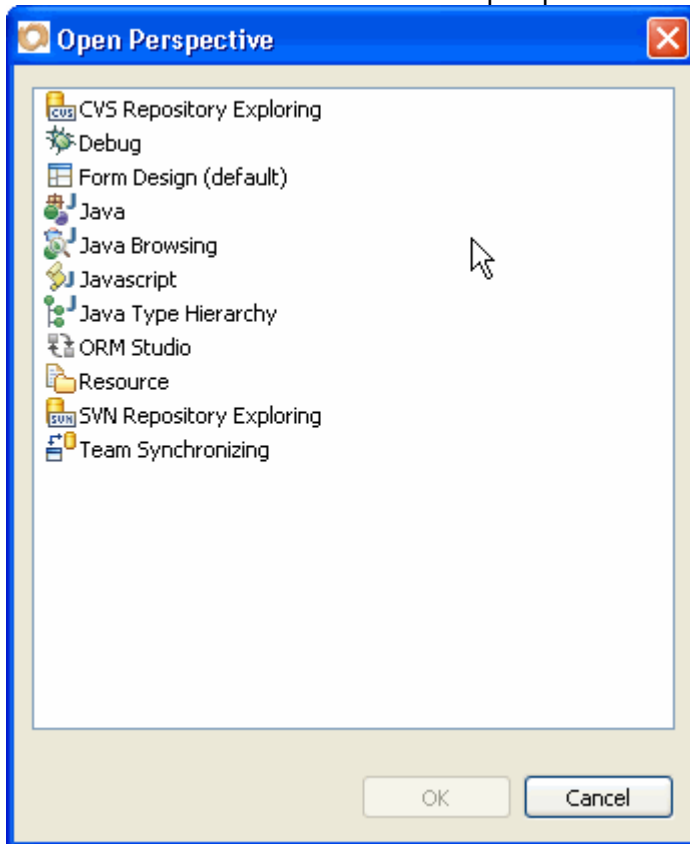 Open Perspective
CVS Repository Exploring
Debug
Form Design (default)
Java
Java Browsing
Javascript
Java Type Hierarchy
ORM Studio
Resource
SVN Repository Exploring
Team Synchronizing
OK
Cancel